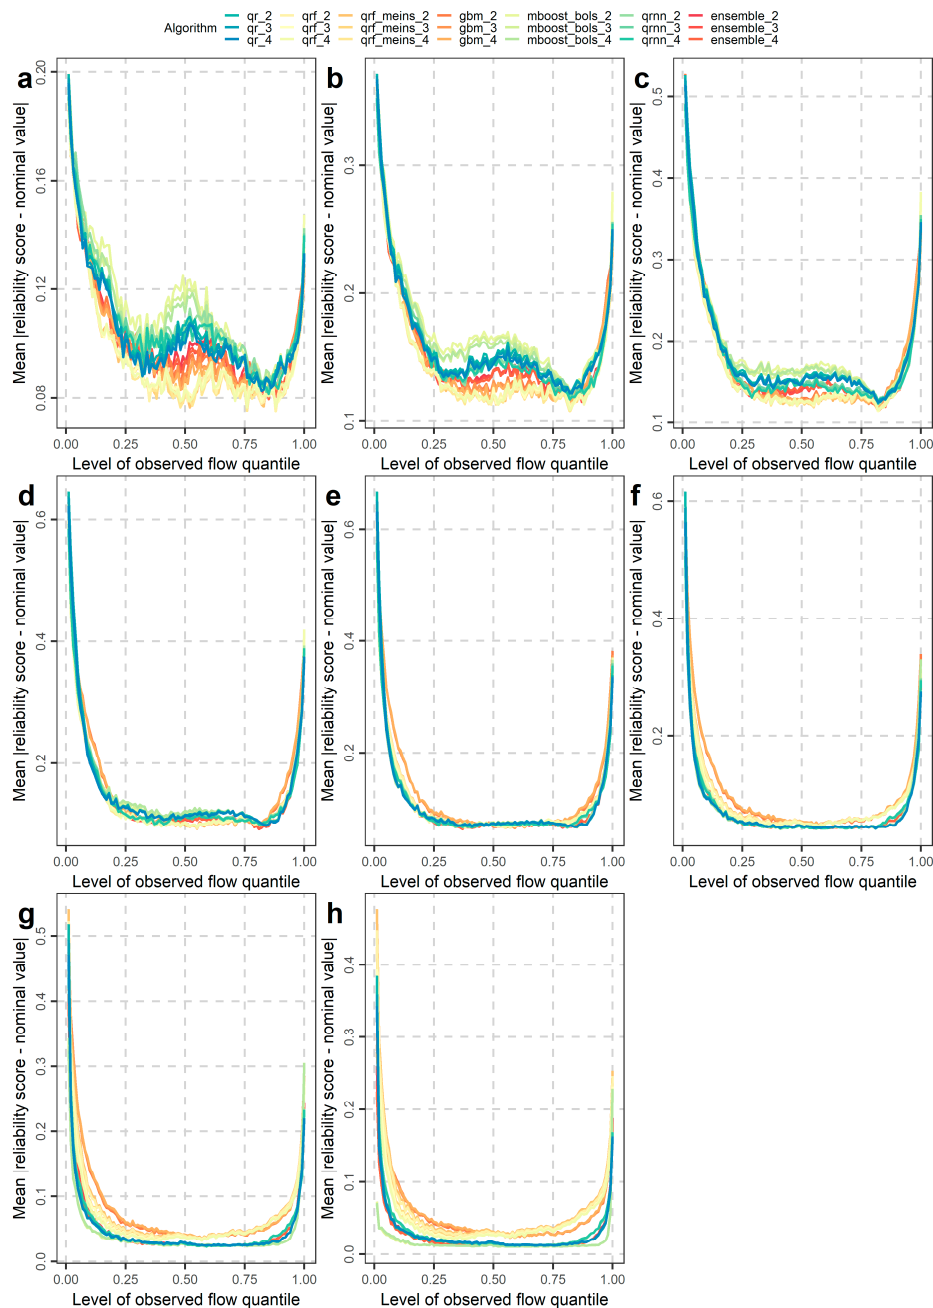 qr_2 qrf_2 qrf_meins_2 gbm_2 mboost_bols_2 qrnn_2 ensemble_2
Algorithm qr_3 qrf_3 qrf_meins_3 gbm_3 mboost_bols_3 qrnn_3 ensemble_3
qr_4 qrf_4 qrf_meins_4 gbm_4 mboost_bols_4 qrnn_4 ensemble_4
a
Mean |reliability score - nominal value|
0.20
0.16
0.12
0.08
0.00 0.25 0.50 0.75 1.00
Level of observed flow quantile
b
Mean |reliability score - nominal value|
0.3
0.2
0.1
0.00 0.25 0.50 0.75 1.00
Level of observed flow quantile
c
Mean |reliability score - nominal value|
0.5
0.4
0.3
0.2
0.1
0.00 0.25 0.50 0.75 1.00
Level of observed flow quantile
d
Mean |reliability score - nominal value|
0.6
0.4
0.2
0.00 0.25 0.50 0.75 1.00
Level of observed flow quantile
e
Mean |reliability score - nominal value|
0.6
0.4
0.2
0.00 0.25 0.50 0.75 1.00
Level of observed flow quantile
f
Mean |reliability score - nominal value|
0.6
0.4
0.2
0.00 0.25 0.50 0.75 1.00
Level of observed flow quantile
g
Mean |reliability score - nominal value|
0.5
0.4
0.3
0.2
0.1
0.0
0.00 0.25 0.50 0.75 1.00
Level of observed flow quantile
h
Mean |reliability score - nominal value|
0.4
0.3
0.2
0.1
0.0
0.00 0.25 0.50 0.75 1.00
Level of observed flow quantile